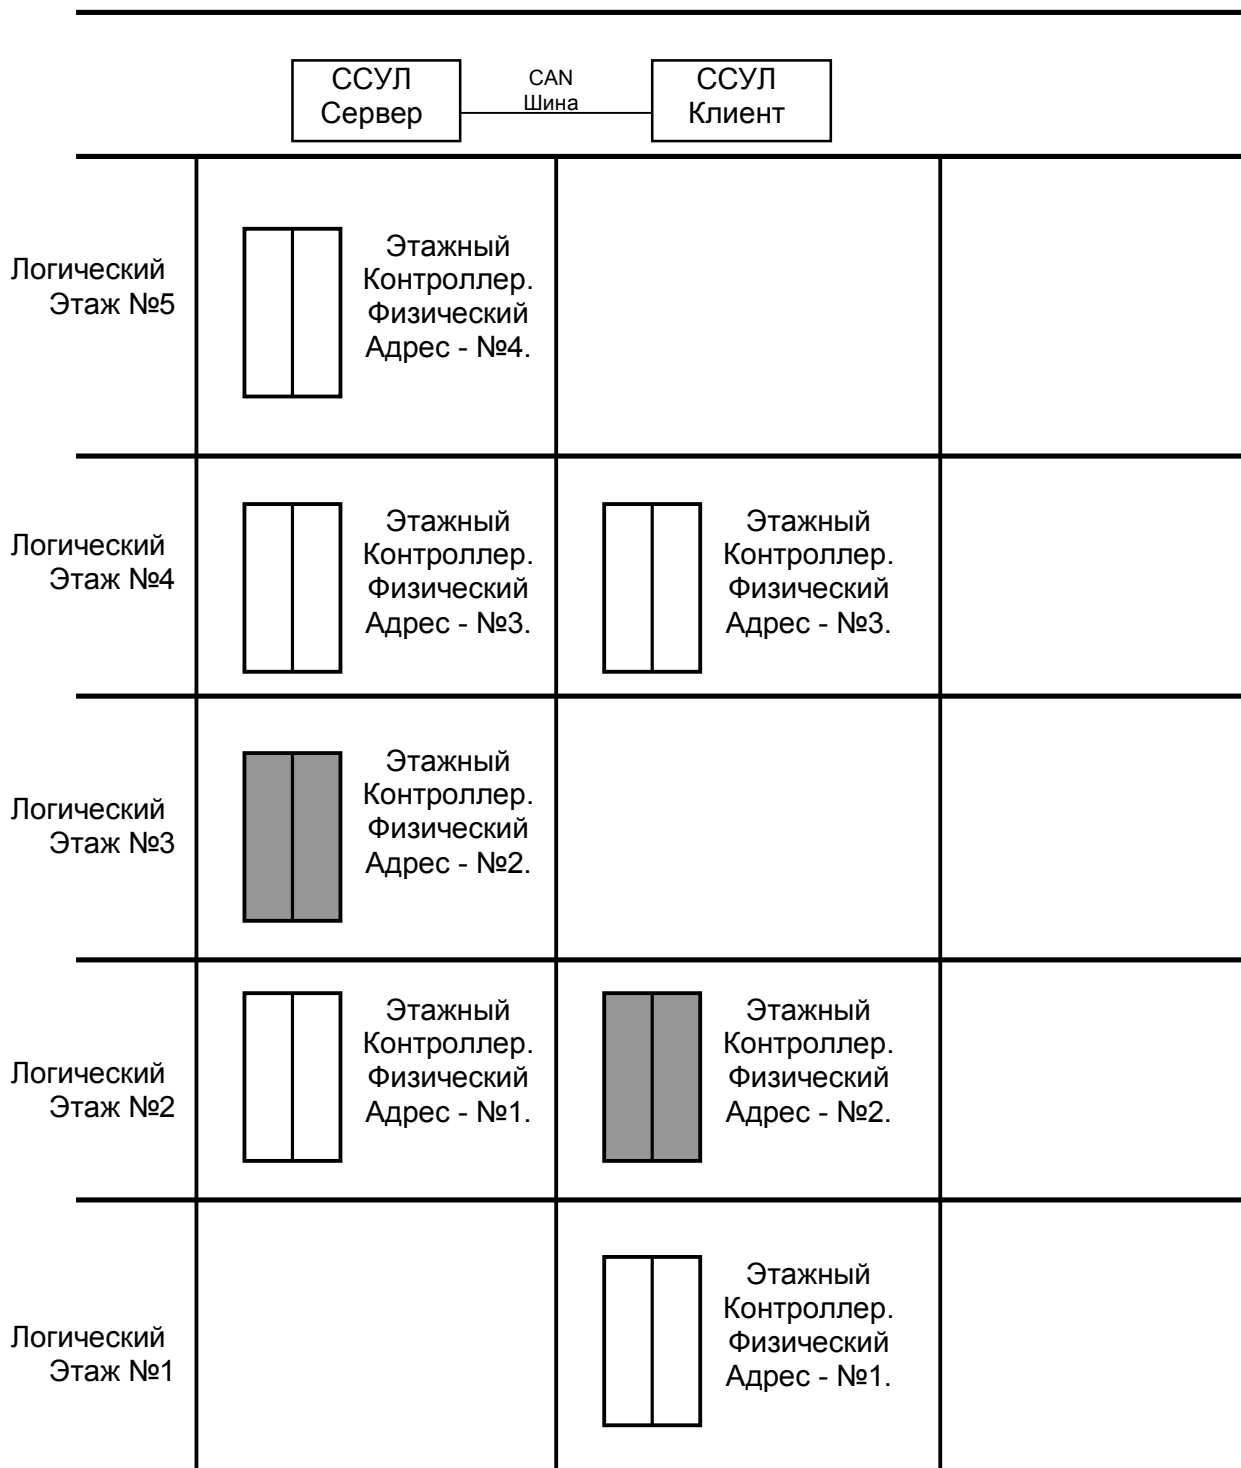 ССУЛ
Сервер
CAN
Шина
ССУЛ
Клиент
Логический
Этаж №5
Этажный
Контроллер.
Физический
Адрес - №4.
Логический
Этаж №4
Этажный
Контроллер.
Физический
Адрес - №3.
Этажный
Контроллер.
Физический
Адрес - №3.
Логический
Этаж №3
Этажный
Контроллер.
Физический
Адрес - №2.
Логический
Этаж №2
Этажный
Контроллер.
Физический
Адрес - №1.
Этажный
Контроллер.
Физический
Адрес - №2.
Логический
Этаж №1
Этажный
Контроллер.
Физический
Адрес - №1.